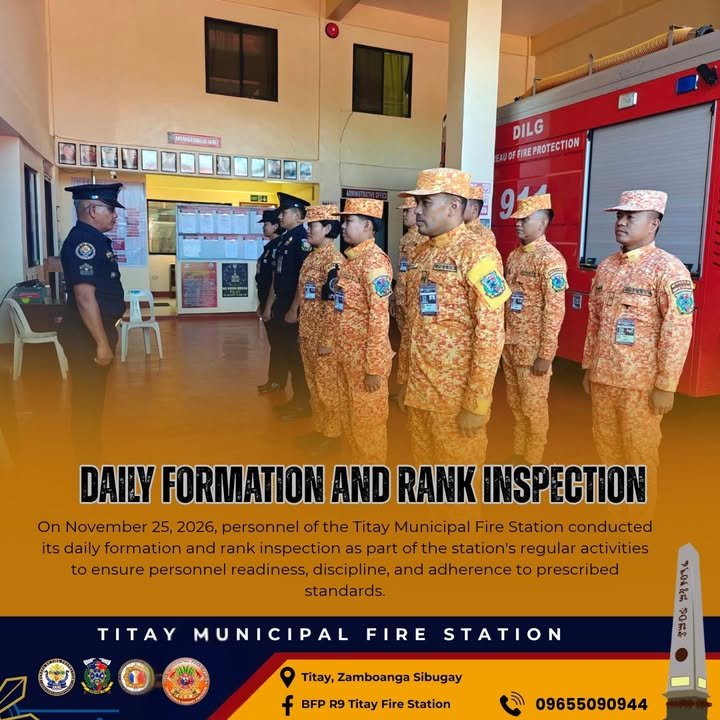 DILG
BUREAU OF FIRE PROTECTION
911
ADMINISTRATIVE OFFICE
DAILY FORMATION AND RANK INSPECTION
On November 25, 2026, personnel of the Titay Municipal Fire Station conducted
its daily formation and rank inspection as part of the station's regular activities
to ensure personnel readiness, discipline, and adherence to prescribed
standards.
TITAY MUNICIPAL FIRE STATION
Titay, Zamboanga Sibugay
BFP R9 Titay Fire Station
09655090944